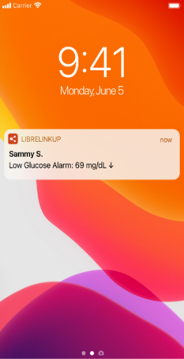 Carrier
9:41
Monday, June 5
LIBRELINKUP now
Sammy S.
Low Glucose Alarm: 69 mg/dL ↓